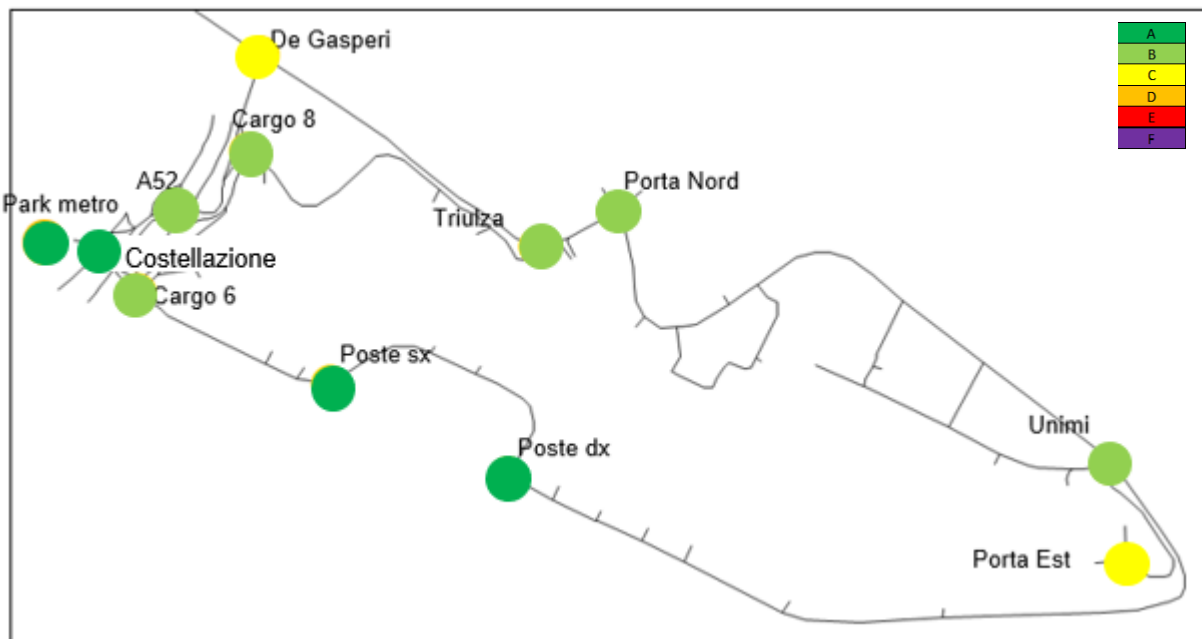 De Gasperi
A
B
C
D
E
F
Cargo 8
A52
Porta Nord
Park metro
Triulza
Costellazione
Cargo 6
Poste sx
Unimi
Poste dx
Porta Est